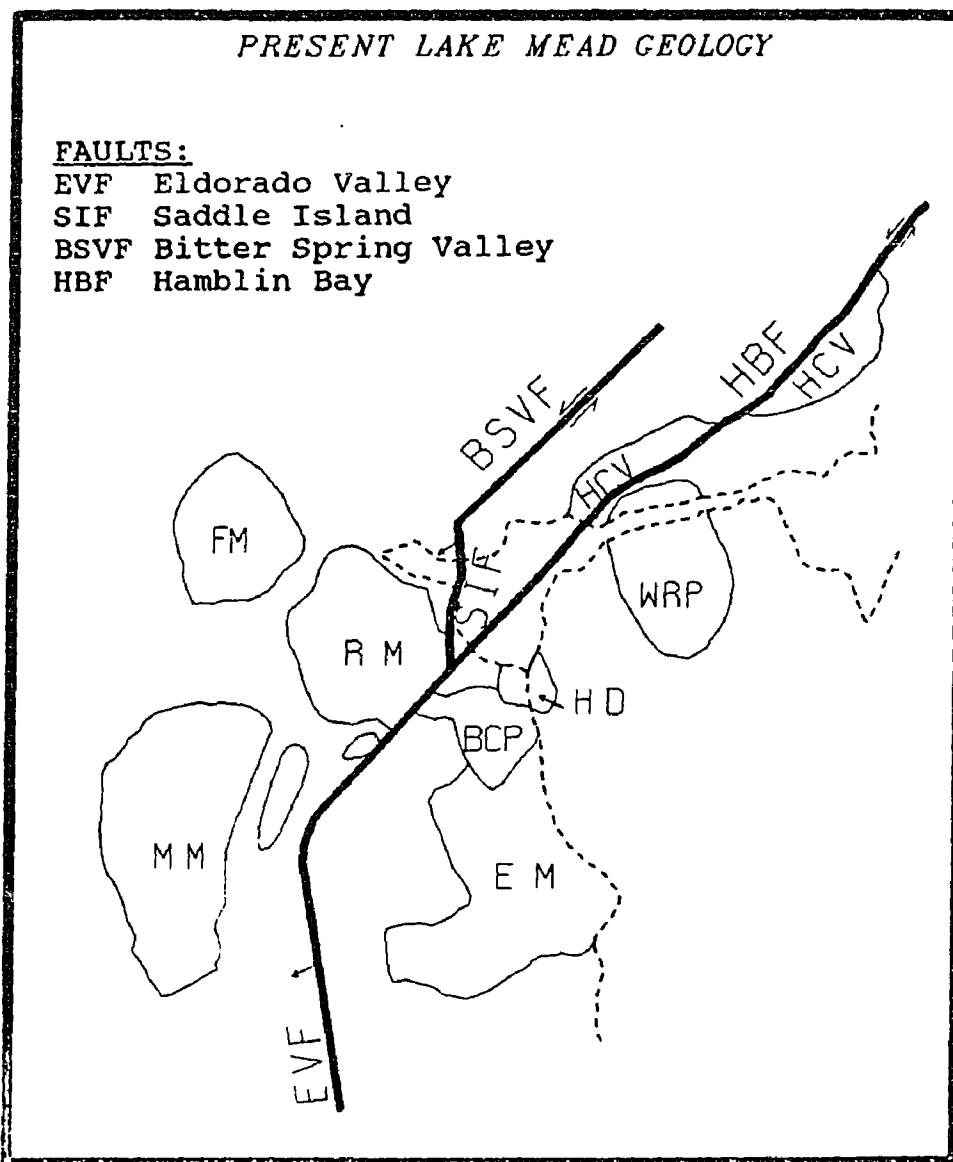 PRESENT LAKE MEAD GEOLOGY
FAULTS:
EVF Eldorado Valley
SIF Saddle Island
BSVF Bitter Spring Valley
HBF Hamblin Bay
HBF
HCV
BSVF
HCV
FM
SIF
WRP
R M
H D
BCP
M M
E M
EVF